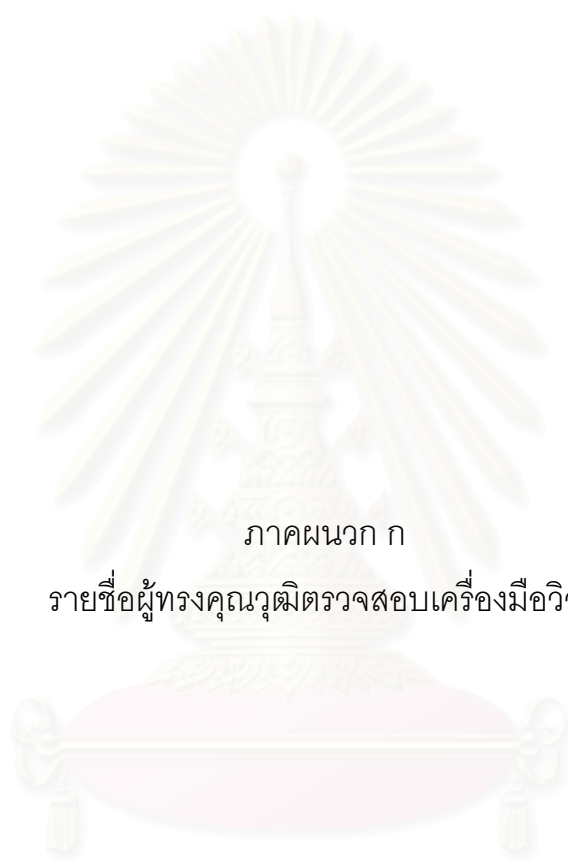 ภาคผนวก ก
รายชื่อผู้ทรงคุณวุฒิตรวจสอบเครื่องมือ